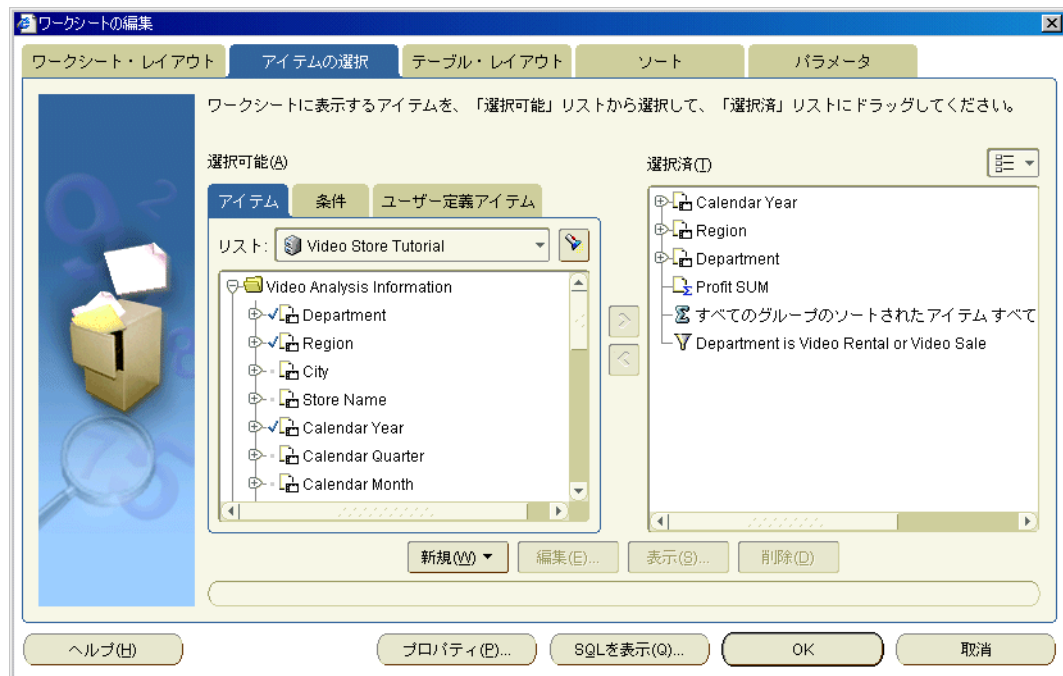 ワークシートの編集
ワークシート・レイアウト アイテムの選択 テーブル・レイアウト ソート パラメータ
ワークシートに表示するアイテムを、「選択可能」リストから選択して、「選択済」リストにドラッグしてください。
選択可能(A)
選択済(T)
アイテム 条件 ユーザー定義アイテム
リスト: Video Store Tutorial
Video Analysis Information
Department
Region
City
Store Name
Calendar Year
Calendar Quarter
Calendar Month
Calendar Year
Region
Department
Profit SUM
すべてのグループのソートされたアイテム すべて
Department is Video Rental or Video Sale
新規(W) 編集(E)... 表示(S)... 削除(D)
ヘルプ(H) プロパティ(P)... SQLを表示(Q)... OK 取消